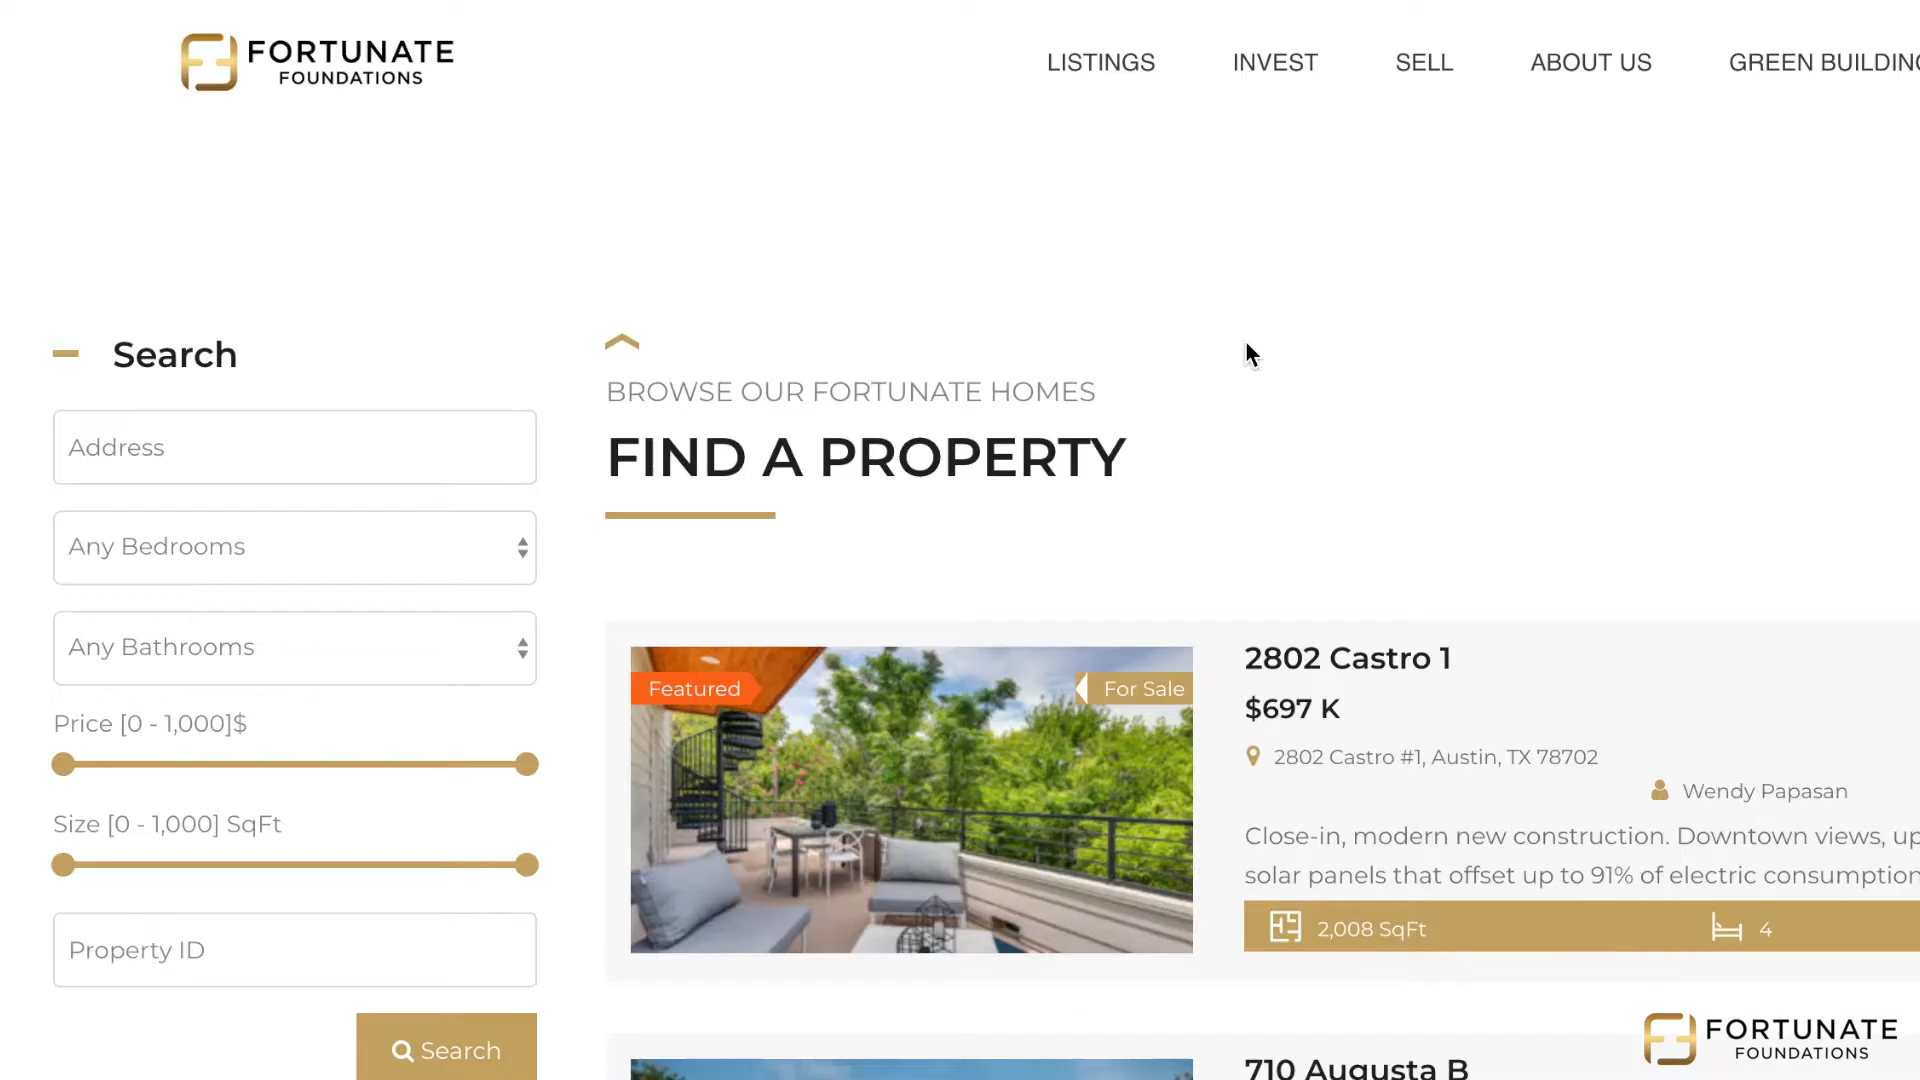 FORTUNATE
FOUNDATIONS
LISTINGS
INVEST
SELL
ABOUT US
GREEN BUILDING
Search
Address
Any Bedrooms
Any Bathrooms
Price [0 - 1,000]$
Size [0 - 1,000] SqFt
Property ID
Search
BROWSE OUR FORTUNATE HOMES
FIND A PROPERTY
Featured
For Sale
2802 Castro 1
$697 K
2802 Castro #1, Austin, TX 78702
Wendy Papasan
Close-in, modern new construction. Downtown views, up
solar panels that offset up to 91% of electric consumption
2,008 SqFt
4
710 Augusta B
FORTUNATE
FOUNDATIONS